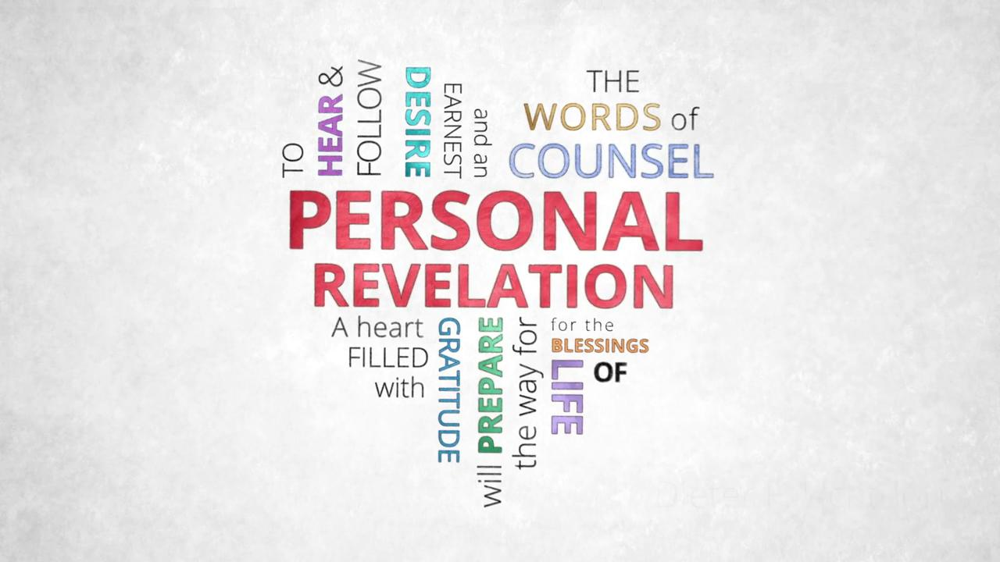 TO
HEAR &
FOLLOW
DESIRE
EARNEST
and an
THE
WORDS of
COUNSEL
PERSONAL
REVELATION
A heart
FILLED
with
GRATITUDE
will PREPARE
the way for
for the
BLESSINGS
OF
LIFE